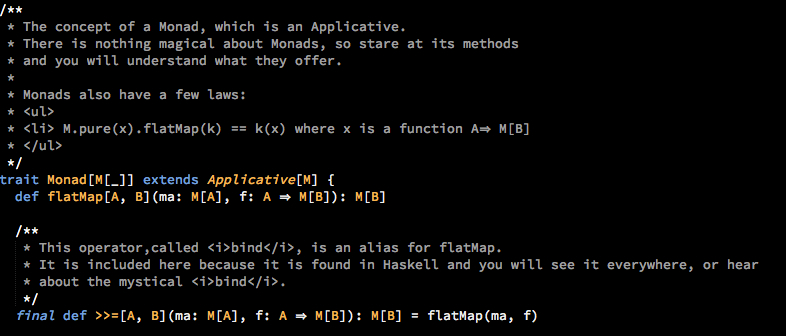 /**
 * The concept of a Monad, which is an Applicative.
 * There is nothing magical about Monads, so stare at its methods
 * and you will understand what they offer.
 *
 * Monads also have a few laws:
 * <ul>
 * <li> M.pure(x).flatMap(k) == k(x) where x is a function A⇒ M[B]
 * </ul>
 */
trait Monad[M[_]] extends Applicative[M] {
  def flatMap[A, B](ma: M[A], f: A ⇒ M[B]): M[B]
  /**
   * This operator,called <i>bind</i>, is an alias for flatMap.
   * It is included here because it is found in Haskell and you will see it everywhere, or hear
   * about the mystical <i>bind</i>.
   */
  final def >>=[A, B](ma: M[A], f: A ⇒ M[B]): M[B] = flatMap(ma, f)